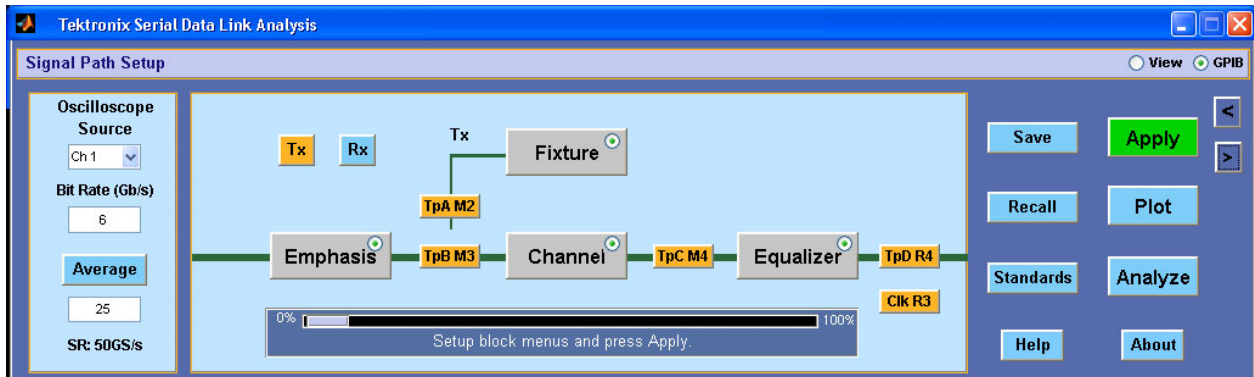 Tektronix Serial Data Link Analysis
Signal Path Setup
View GPIB
Oscilloscope
Source
Ch 1
Bit Rate (Gb/s)
6
Average
25
SR: 50GS/s
Tx Rx
Tx
Fixture
TpA M2
Emphasis TpB M3 Channel TpC M4 Equalizer TpD R4
Clk R3
0% 100%
Setup block menus and press Apply.
Save Apply
<
>
Recall Plot
Standards Analyze
Help About